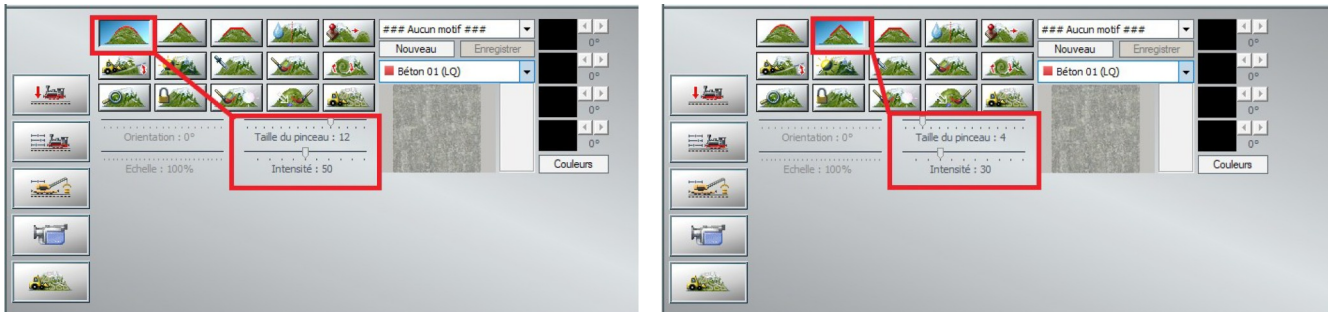 ### Aucun motif ###
0°
Nouveau Enregistrer
Béton 01 (LQ)
0°
0°
Orientation : 0° Taille du pinceau : 12
0°
Echelle : 100% Intensité : 50
Couleurs
### Aucun motif ###
0°
Nouveau Enregistrer
Béton 01 (LQ)
0°
0°
Orientation : 0° Taille du pinceau : 4
0°
Echelle : 100% Intensité : 30
Couleurs